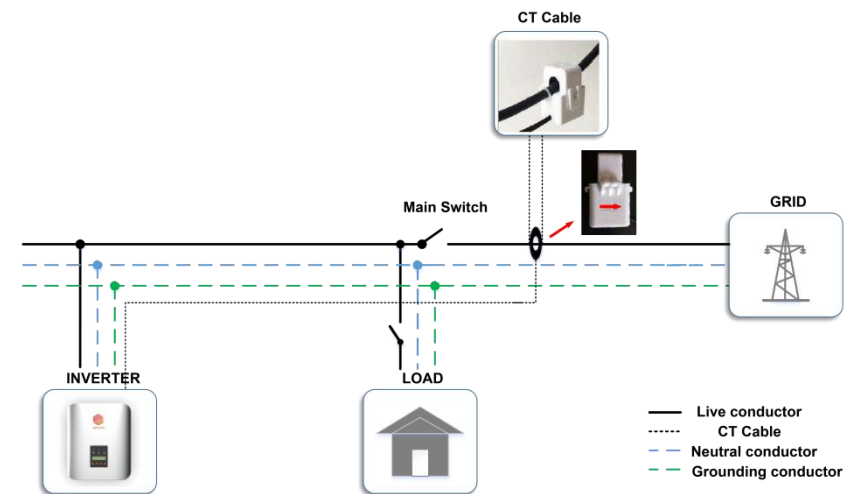 CT Cable
Main Switch
GRID
INVERTER
LOAD
Live conductor
CT Cable
Neutral conductor
Grounding conductor